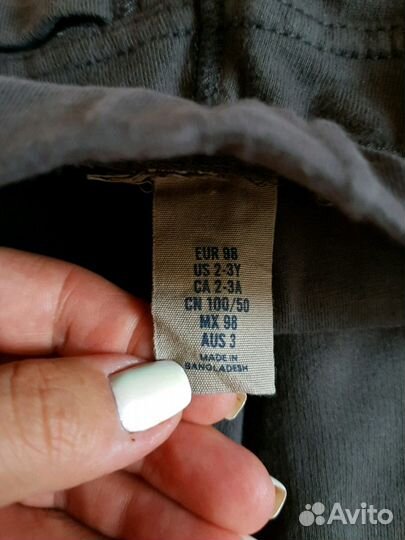 EUR 98
US 2-3Y
CA 2-3A
CN 100/50
MX 98
AUS 3
MADE IN
BANGLADESH
Avito